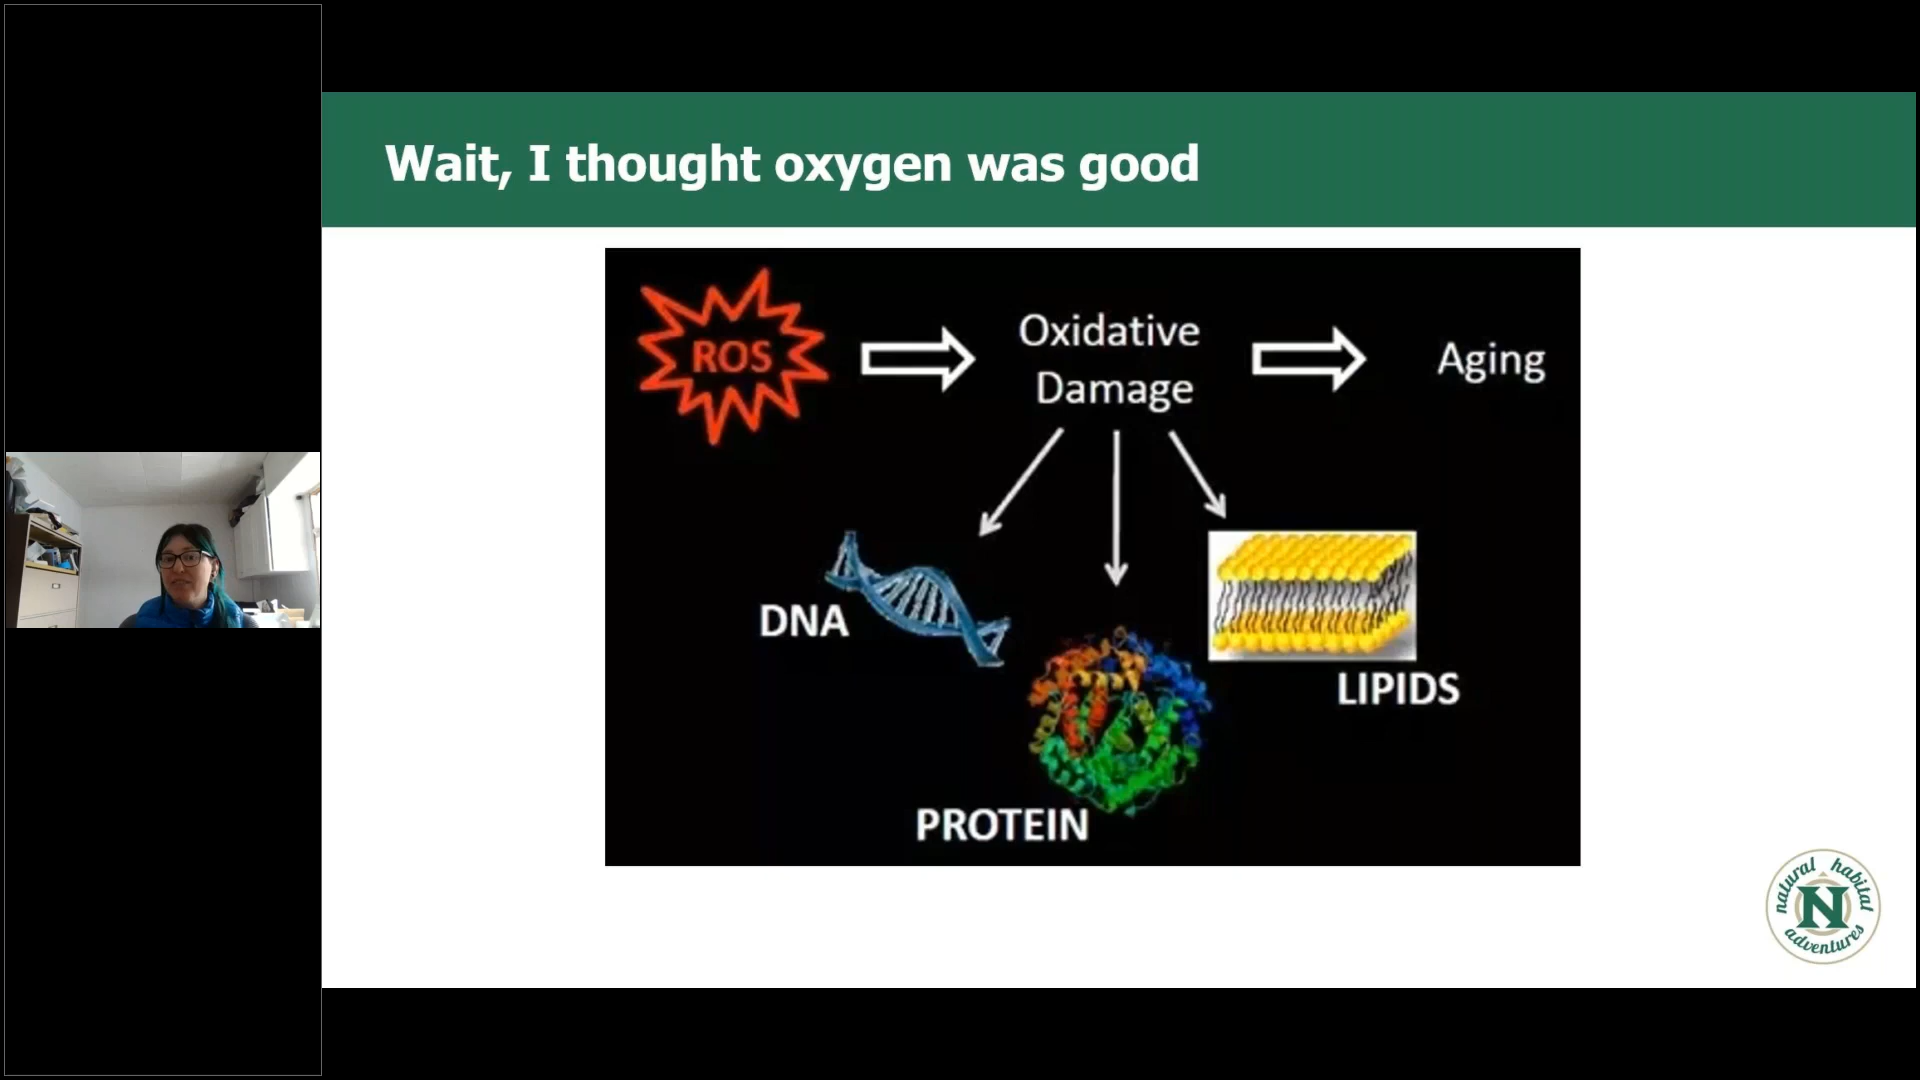 Wait, I thought oxygen was good
ROS
Oxidative
Damage
Aging
DNA
LIPIDS
PROTEIN
natural habitat
N
adventures